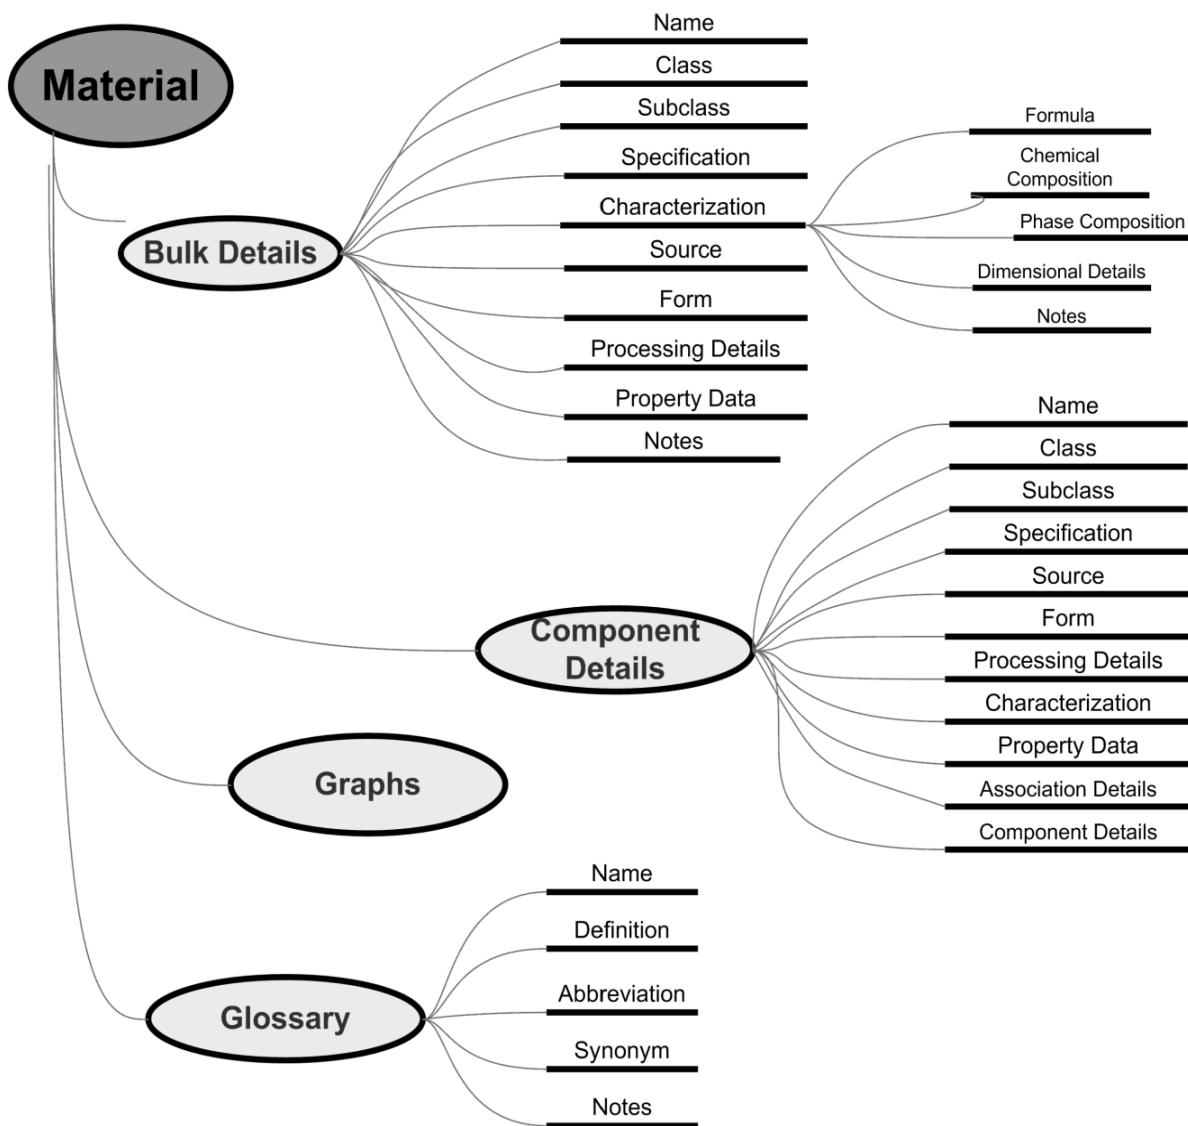 Material
Bulk Details
Name
Class
Subclass
Specification
Characterization
Source
Form
Processing Details
Property Data
Notes
Formula
Chemical
Composition
Phase Composition
Dimensional Details
Notes
Component
Details
Name
Class
Subclass
Specification
Source
Form
Processing Details
Characterization
Property Data
Association Details
Component Details
Graphs
Glossary
Name
Definition
Abbreviation
Synonym
Notes